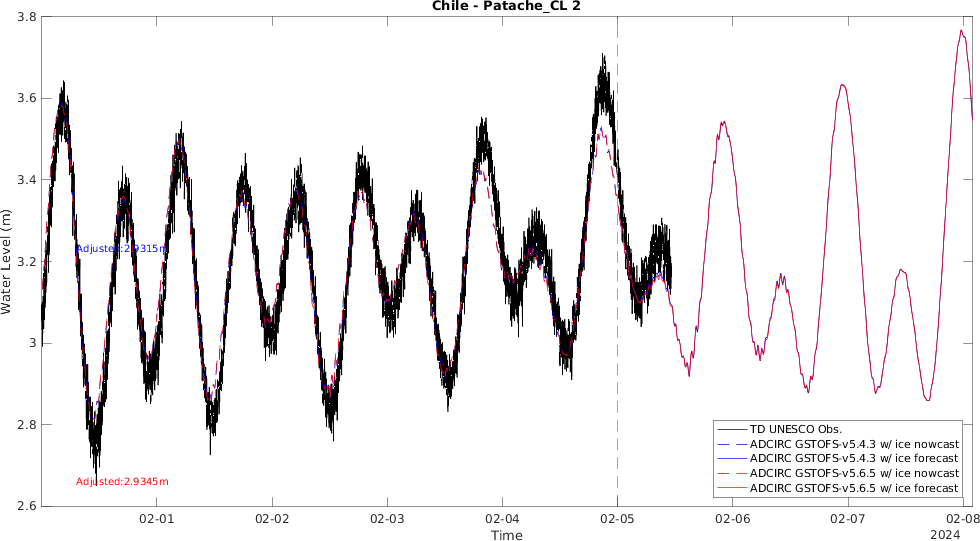 Chile - Patache_CL 2
3.8
3.6
3.4
3.2
3
2.8
2.6
Water Level (m)
Adjusted:2.9315m
Adjusted:2.9345m
TD UNESCO Obs.
ADCIRC GSTOFS-v5.4.3 w/ ice nowcast
ADCIRC GSTOFS-v5.4.3 w/ ice forecast
ADCIRC GSTOFS-v5.6.5 w/ ice nowcast
ADCIRC GSTOFS-v5.6.5 w/ ice forecast
02-01 02-02 02-03 02-04 02-05 02-06 02-07 02-08
Time
2024